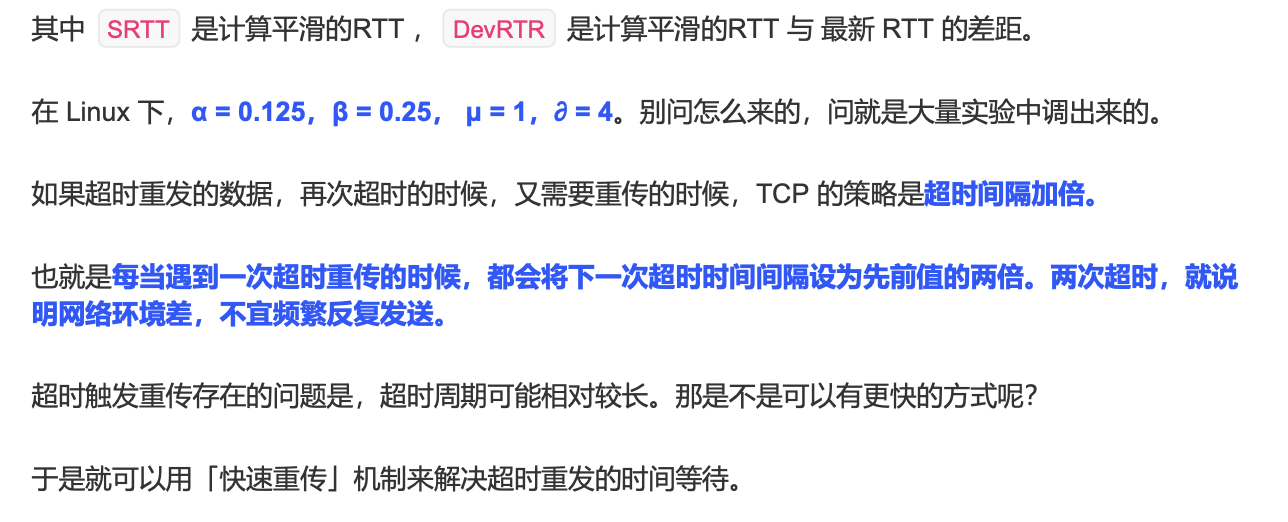 其中 SRTT 是计算平滑的RTT ， DevRTR 是计算平滑的RTT 与 最新 RTT 的差距。
在 Linux 下，α = 0.125，β = 0.25， μ = 1，∂ = 4。别问怎么来的，问就是大量实验中调出来的。
如果超时重发的数据，再次超时的时候，又需要重传的时候，TCP 的策略是超时间隔加倍。
也就是每当遇到一次超时重传的时候，都会将下一次超时时间间隔设为先前值的两倍。两次超时，就说
明网络环境差，不宜频繁反复发送。
超时触发重传存在的问题是，超时周期可能相对较长。那是不是可以有更快的方式呢？
于是就可以用「快速重传」机制来解决超时重发的时间等待。